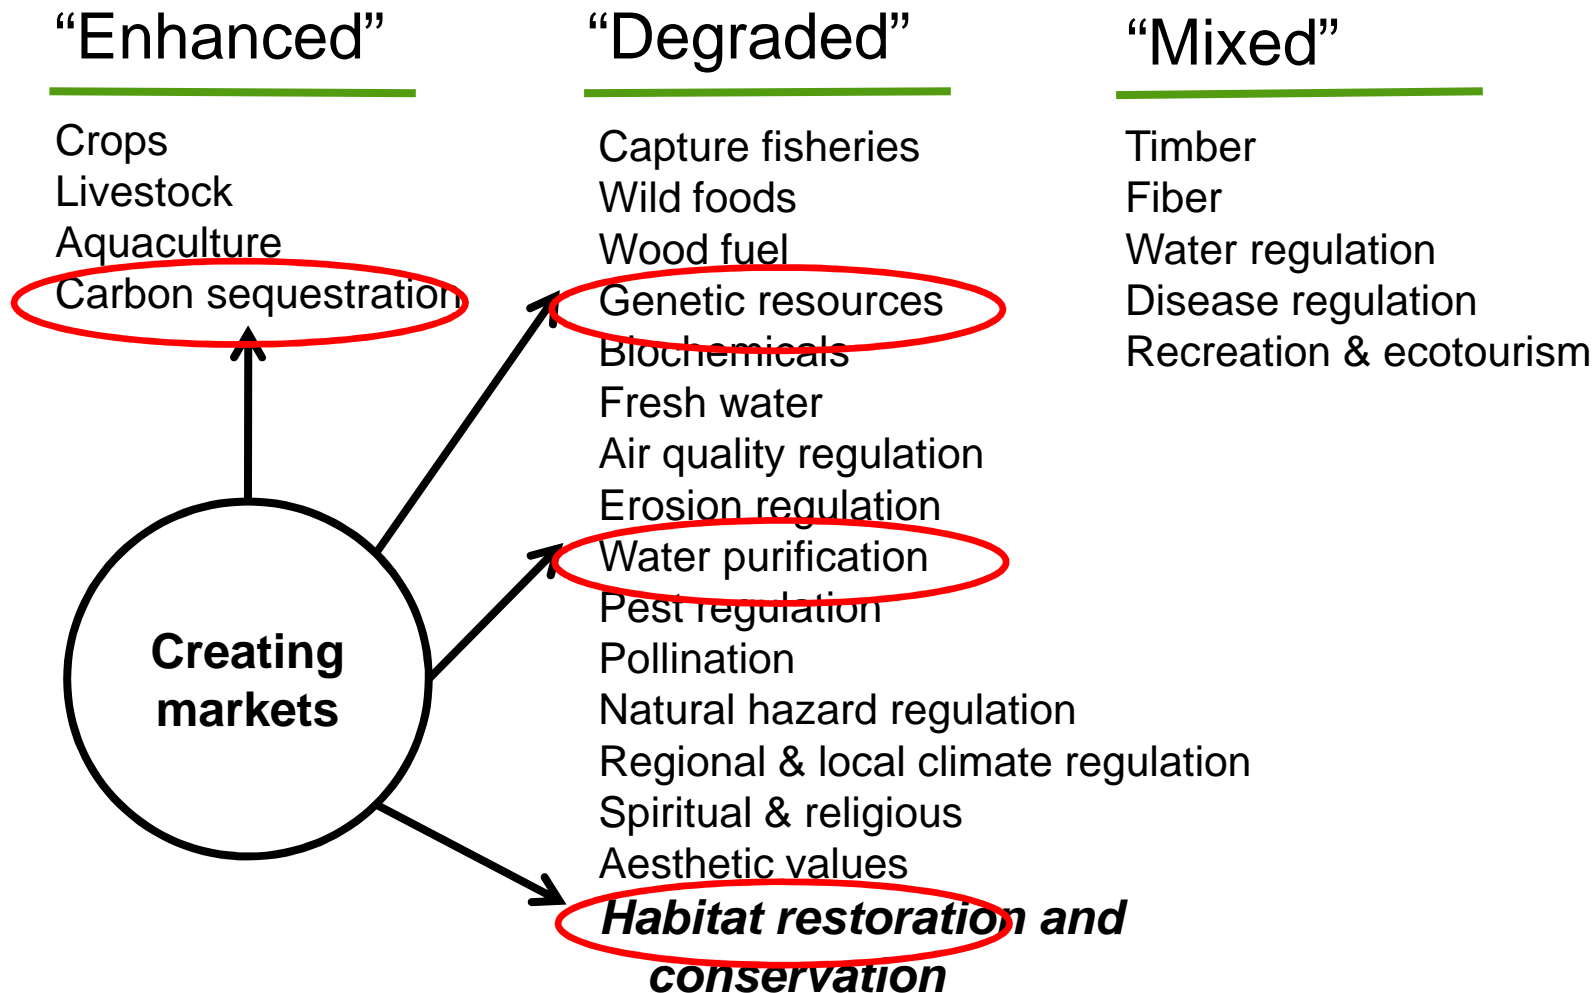 “Enhanced”
Crops
Livestock
Aquaculture
Carbon sequestration
“Degraded”
Capture fisheries
Wild foods
Wood fuel
Genetic resources
Biochemicals
Fresh water
Air quality regulation
Erosion regulation
Water purification
Pest regulation
Pollination
Natural hazard regulation
Regional & local climate regulation
Spiritual & religious
Aesthetic values
Habitat restoration and
conservation
“Mixed”
Timber
Fiber
Water regulation
Disease regulation
Recreation & ecotourism
Creating
markets